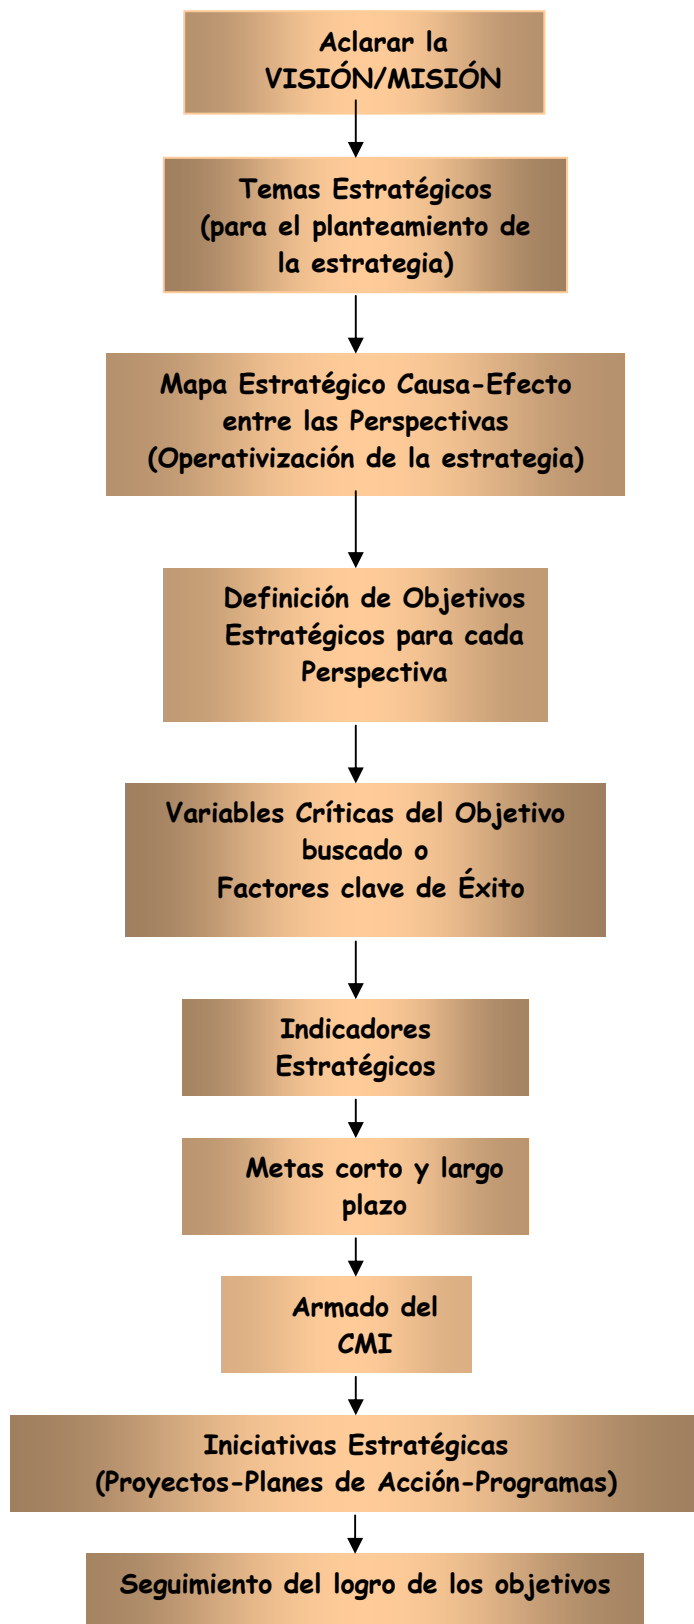 Aclarar la
VISIÓN/MISIÓN
Temas Estratégicos
(para el planteamiento de
la estrategia)
Mapa Estratégico Causa-Efecto
entre las Perspectivas
(Operativización de la estrategia)
Definición de Objetivos
Estratégicos para cada
Perspectiva
Variables Críticas del Objetivo
buscado o
Factores clave de Éxito
Indicadores
Estratégicos
Metas corto y largo
plazo
Armado del
CMI
Iniciativas Estratégicas
(Proyectos-Planes de Acción-Programas)
Seguimiento del logro de los objetivos